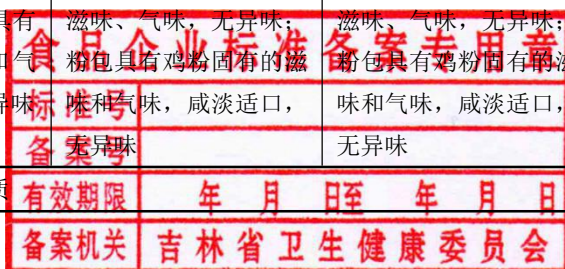 具有 滋味、气味，无异味； 滋味、气味，无异味；
食品企业标准备案专用章
和气 粉包具有鸡粉固有的滋 粉包具有鸡粉固有的滋
异味 味和气味，咸淡适口， 味和气味，咸淡适口，
标准号
无异味 无异味
备案号
质
有效期限 年 月 日至 年 月 日
备案机关 吉林省卫生健康委员会